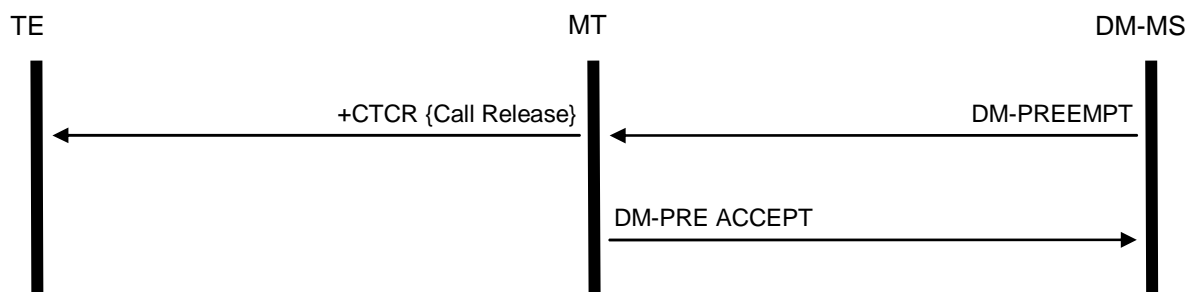 TE MT DM-MS
+CTCR {Call Release} DM-PREEMPT
DM-PRE ACCEPT